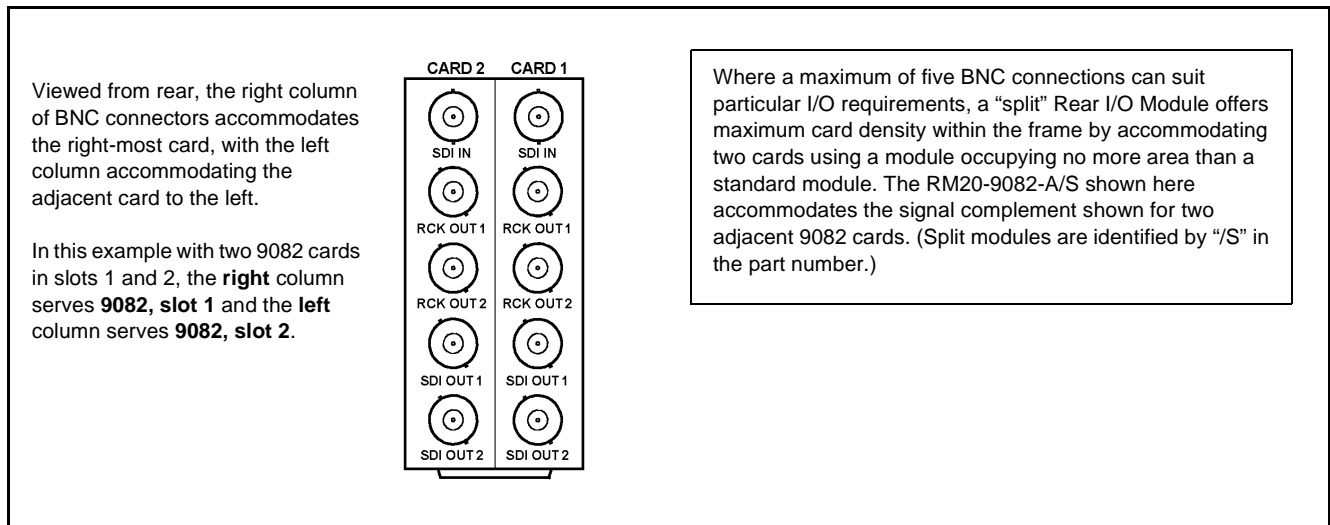 Viewed from rear, the right column
of BNC connectors accommodates
the right-most card, with the left
column accommodating the
adjacent card to the left.
In this example with two 9082 cards
in slots 1 and 2, the right column
serves 9082, slot 1 and the left
column serves 9082, slot 2.
CARD 2 CARD 1
SDI IN SDI IN
RCK OUT 1 RCK OUT 1
RCK OUT 2 RCK OUT 2
SDI OUT 1 SDI OUT 1
SDI OUT 2 SDI OUT 2
Where a maximum of five BNC connections can suit
particular I/O requirements, a “split” Rear I/O Module offers
maximum card density within the frame by accommodating
two cards using a module occupying no more area than a
standard module. The RM20-9082-A/S shown here
accommodates the signal complement shown for two
adjacent 9082 cards. (Split modules are identified by “/S” in
the part number.)